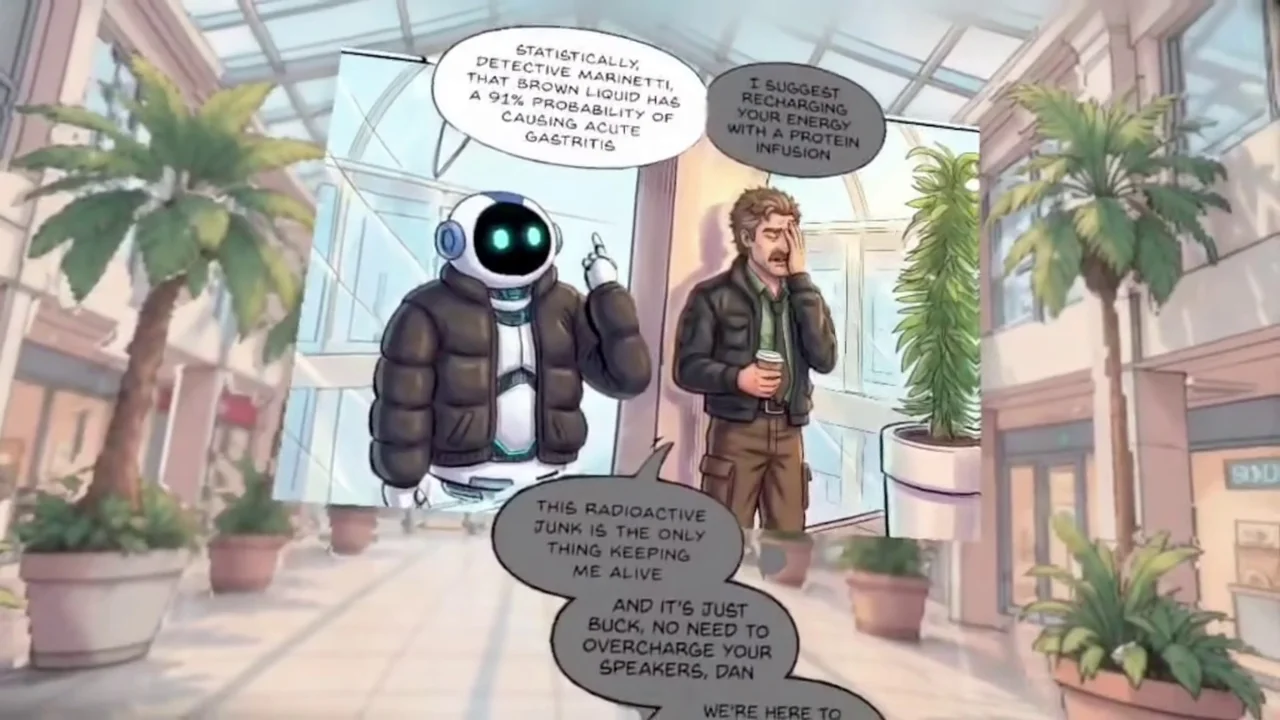 STATISTICALLY,
DETECTIVE MARINETTI,
THAT BROWN LIQUID HAS
A 91% PROBABILITY OF
CAUSING ACUTE
GASTRITIS
I SUGGEST
RECHARGING
YOUR ENERGY
WITH A PROTEIN
INFUSION
THIS RADIOACTIVE
JUNK IS THE ONLY
THING KEEPING
ME ALIVE
AND IT'S JUST
BUCK, NO NEED TO
OVERCHARGE YOUR
SPEAKERS, DAN
WE'RE HERE TO